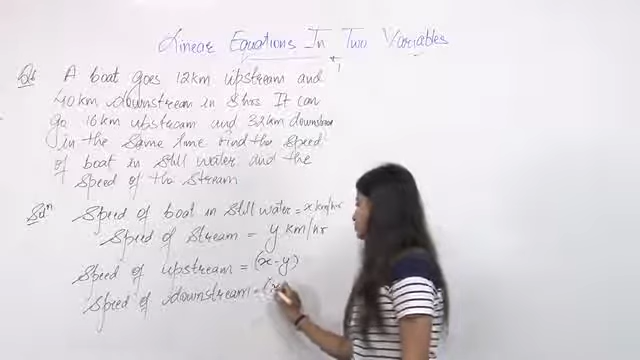 Linear Equations In Two Variables
Q8 A boat goes 12km upstream and
40km downstream in 8hrs It can
go 16km upstream and 32km downstream
in the same time Find the Speed
of boat in Still water and the
Speed of the Stream
Solⁿ Speed of boat in Still water = x km/hr
Speed of Stream = y km/hr
Speed of upstream = (x-y)
Speed of downstream = (x